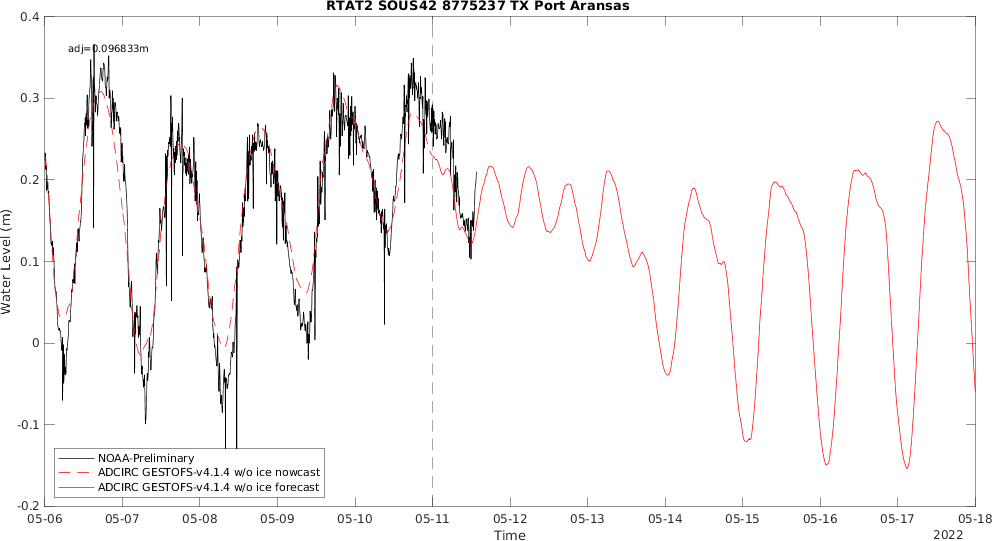 RTAT2 SOUS42 8775237 TX Port Aransas
0.4
adj=0.096833m
0.3
0.2
0.1
0
-0.1
-0.2
Water Level (m)
NOAA-Preliminary
ADCIRC GESTOFS-v4.1.4 w/o ice nowcast
ADCIRC GESTOFS-v4.1.4 w/o ice forecast
05-06 05-07 05-08 05-09 05-10 05-11 05-12 05-13 05-14 05-15 05-16 05-17 05-18
Time
2022